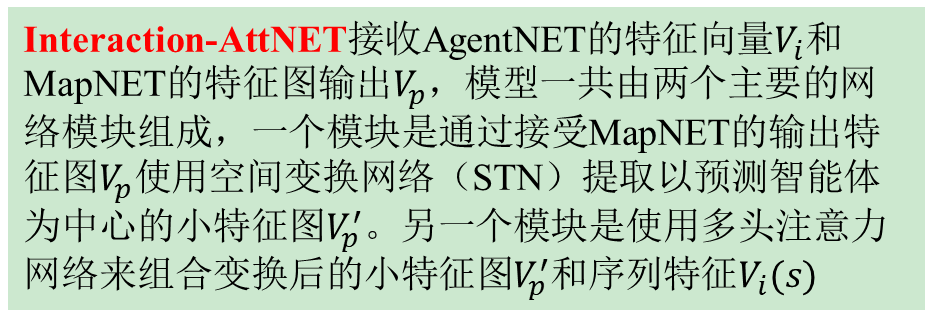 Interaction-AttNET接收AgentNET的特征向量𝑉𝑖和
MapNET的特征图输出𝑉𝑝，模型一共由两个主要的网
络模块组成，一个模块是通过接受MapNET的输出特
征图𝑉𝑝使用空间变换网络（STN）提取以预测智能体
为中心的小特征图𝑉𝑝′。另一个模块是使用多头注意力
网络来组合变换后的小特征图𝑉𝑝′和序列特征𝑉𝑖(𝑠)